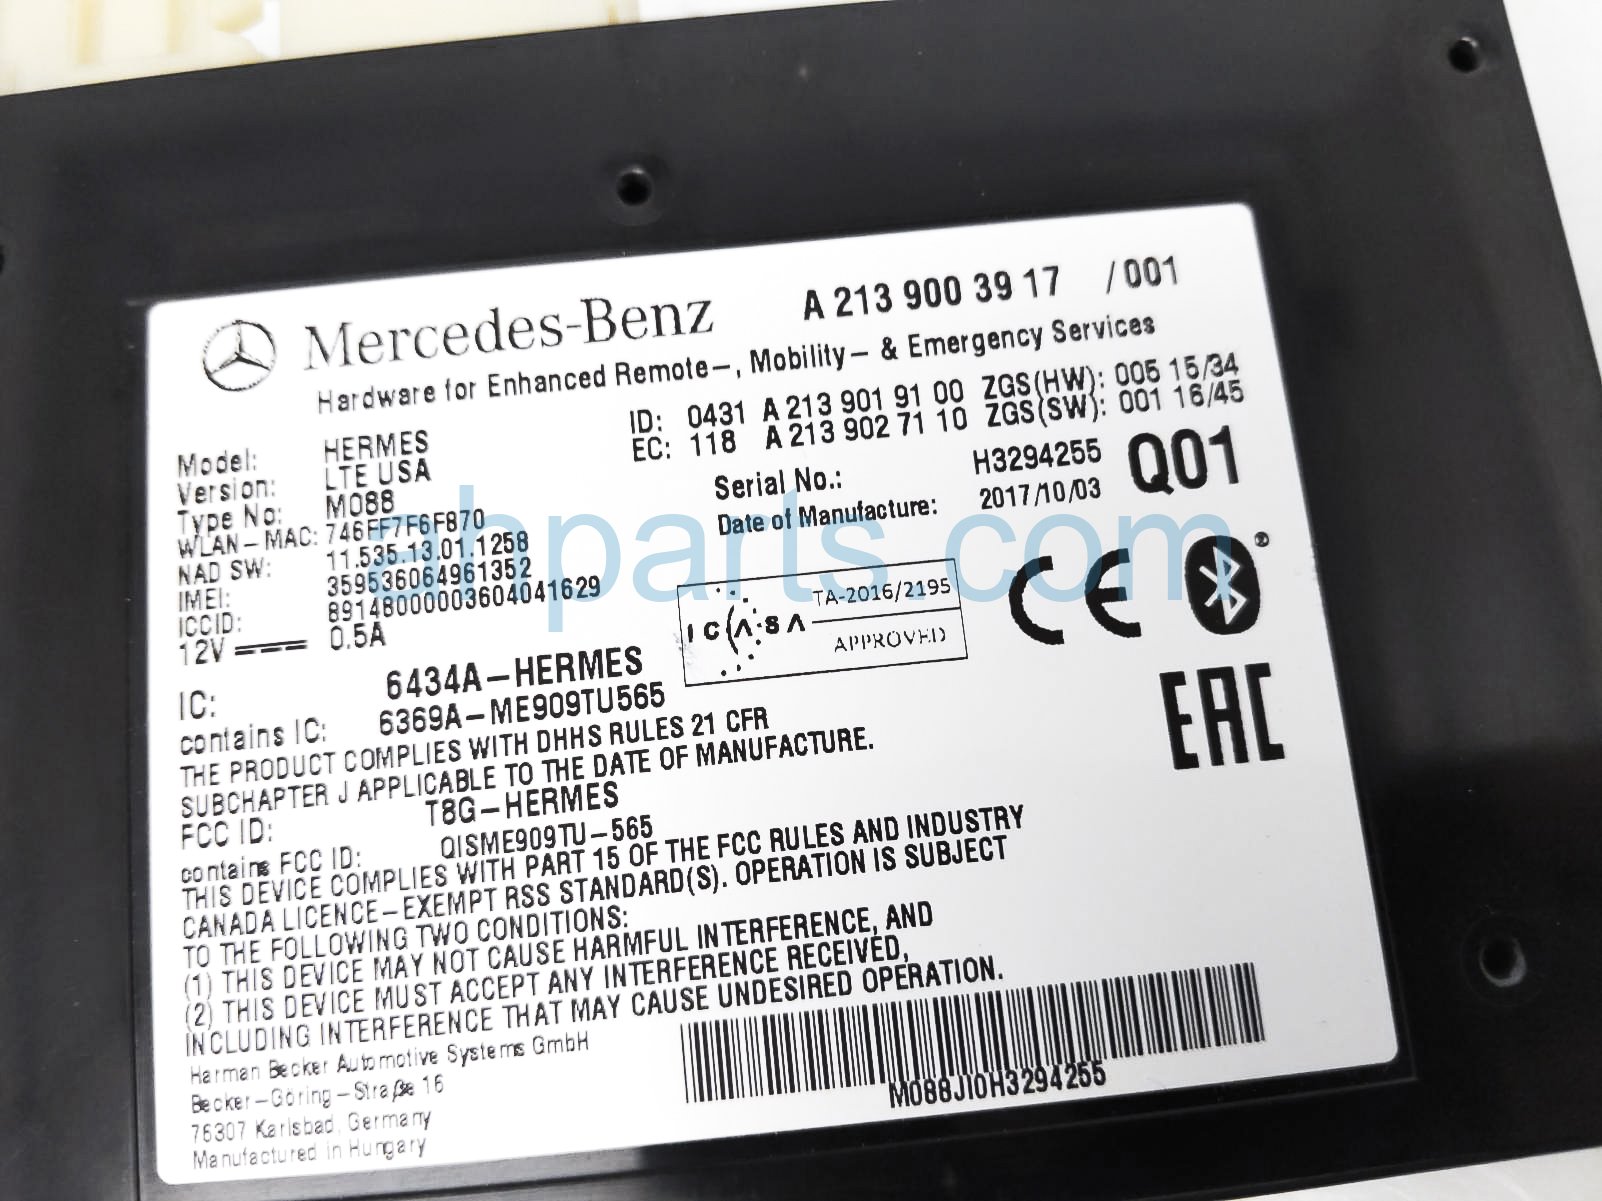 Mercedes-Benz A 213 900 39 17 /001
Hardware for Enhanced Remote-, Mobility- & Emergency Services
ID: 0431 A 213 901 91 00 ZGS(HW): 005 15/34
EC: 118 A 213 902 71 10 ZGS(SW): 001 16/45
Model: HERMES
Version: LTE USA
Type No: M088
WLAN-MAC: 746FF7F6F870
NAD SW: 11.535.13.01.1258
IMEI: 359536064961352
ICCID: 89148000003604041629
12V 0.5A
Serial No.: H3294255
Date of Manufacture: 2017/10/03
Q01
ICASA TA-2016/2195
APPROVED
CE
EAC
IC: 6434A-HERMES
contains IC: 6369A-ME909TU565
THE PRODUCT COMPLIES WITH DHHS RULES 21 CFR
SUBCHAPTER J APPLICABLE TO THE DATE OF MANUFACTURE.
FCC ID: T8G-HERMES
contains FCC ID: QISME909TU-565
THIS DEVICE COMPLIES WITH PART 15 OF THE FCC RULES AND INDUSTRY
CANADA LICENCE-EXEMPT RSS STANDARD(S). OPERATION IS SUBJECT
TO THE FOLLOWING TWO CONDITIONS:
(1) THIS DEVICE MAY NOT CAUSE HARMFUL INTERFERENCE, AND
(2) THIS DEVICE MUST ACCEPT ANY INTERFERENCE RECEIVED,
INCLUDING INTERFERENCE THAT MAY CAUSE UNDESIRED OPERATION.
Harman Becker Automotive Systems GmbH
Becker-Göring-Straße 16
76307 Karlsbad, Germany
Manufactured in Hungary
M088JI0H3294255
ahparts.com